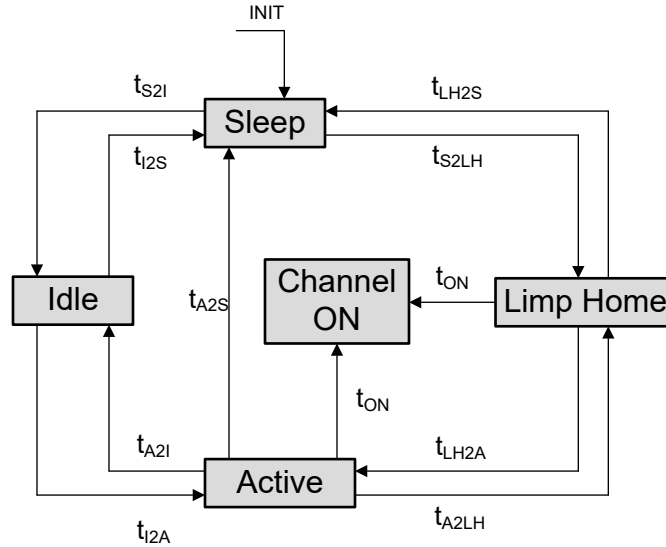 INIT
tS2I
tLH2S
Sleep
tI2S
tS2LH
Channel
ON
tON
Idle
tA2S
Limp Home
tON
tA2I
tLH2A
Active
tI2A
tA2LH